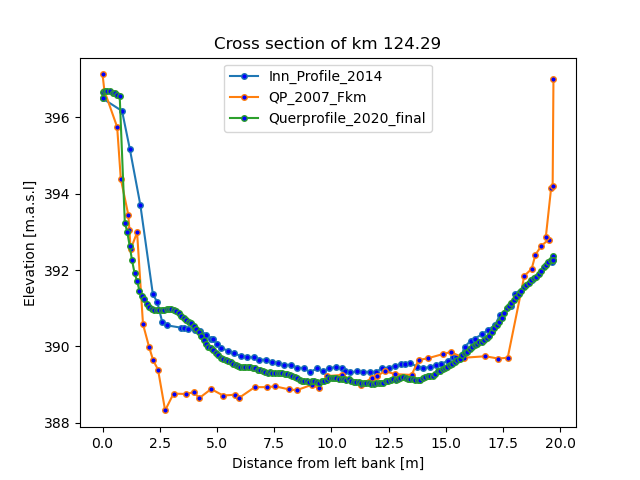 Cross section of km 124.29
Inn_Profile_2014
QP_2007_Fkm
Querprofile_2020_final
396
394
392
390
388
Elevation [m.a.s.l]
0.0 2.5 5.0 7.5 10.0 12.5 15.0 17.5 20.0
Distance from left bank [m]